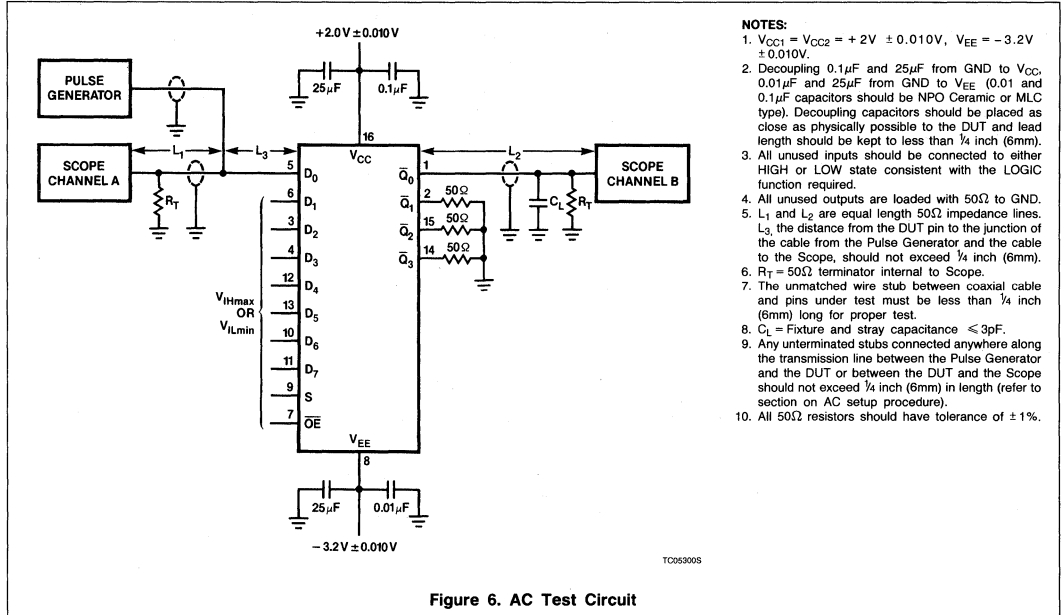 +2.0V ± 0.010V
25μF
0.1μF
16
VCC
PULSE
GENERATOR
L1
L3
SCOPE
CHANNEL A
RT
5
D0
6
D1
3
D2
4
D3
12
D4
13
D5
10
D6
11
D7
9
S
7
OE
VIHmax
OR
VILmin
1
Q0
2
Q1
50Ω
15
Q2
50Ω
14
Q3
50Ω
L2
CL
RT
SCOPE
CHANNEL B
VEE
8
25μF
0.01μF
−3.2V ± 0.010V
TC05300S
NOTES:
1. VCC1 = VCC2 = +2V ± 0.010V, VEE = −3.2V
± 0.010V.
2. Decoupling 0.1μF and 25μF from GND to VCC,
0.01μF and 25μF from GND to VEE (0.01 and
0.1μF capacitors should be NPO Ceramic or MLC
type). Decoupling capacitors should be placed as
close as physically possible to the DUT and lead
length should be kept to less than 1/4 inch (6mm).
3. All unused inputs should be connected to either
HIGH or LOW state consistent with the LOGIC
function required.
4. All unused outputs are loaded with 50Ω to GND.
5. L1 and L2 are equal length 50Ω impedance lines.
L3, the distance from the DUT pin to the junction of
the cable from the Pulse Generator and the cable
to the Scope, should not exceed 1/4 inch (6mm).
6. RT = 50Ω terminator internal to Scope.
7. The unmatched wire stub between coaxial cable
and pins under test must be less than 1/4 inch
(6mm) long for proper test.
8. CL = Fixture and stray capacitance ≤ 3pF.
9. Any unterminated stubs connected anywhere along
the transmission line between the Pulse Generator
and the DUT or between the DUT and the Scope
should not exceed 1/4 inch (6mm) in length (refer to
section on AC setup procedure).
10. All 50Ω resistors should have tolerance of ± 1%.
Figure 6. AC Test Circuit